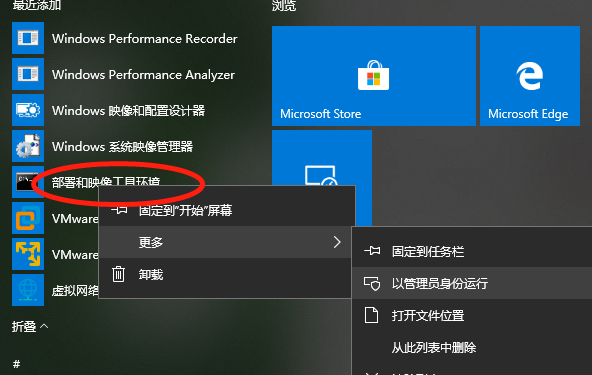 最近添加
浏览
Windows Performance Recorder
Windows Performance Analyzer
Windows 映像和配置设计器
Windows 系统映像管理器
部署和映像工具环境
VMware
VMware
虚拟网络
折叠
#
Microsoft Store
Microsoft Edge
固定到"开始"屏幕
更多
卸载
固定到任务栏
以管理员身份运行
打开文件位置
从此列表中删除